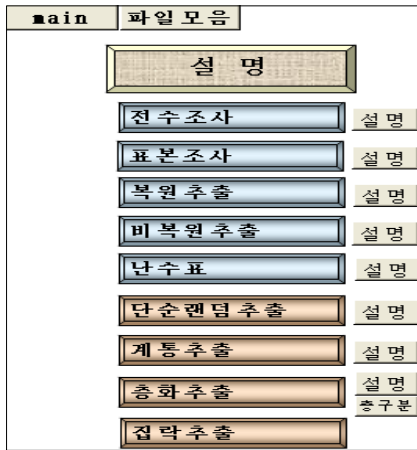 main 파일모음
설 명
전수조사 설 명
표본조사 설 명
복원추출 설 명
비복원추출 설 명
난수표 설 명
단순랜덤추출 설 명
계통추출 설 명
층화추출 설 명
층구분
집락추출